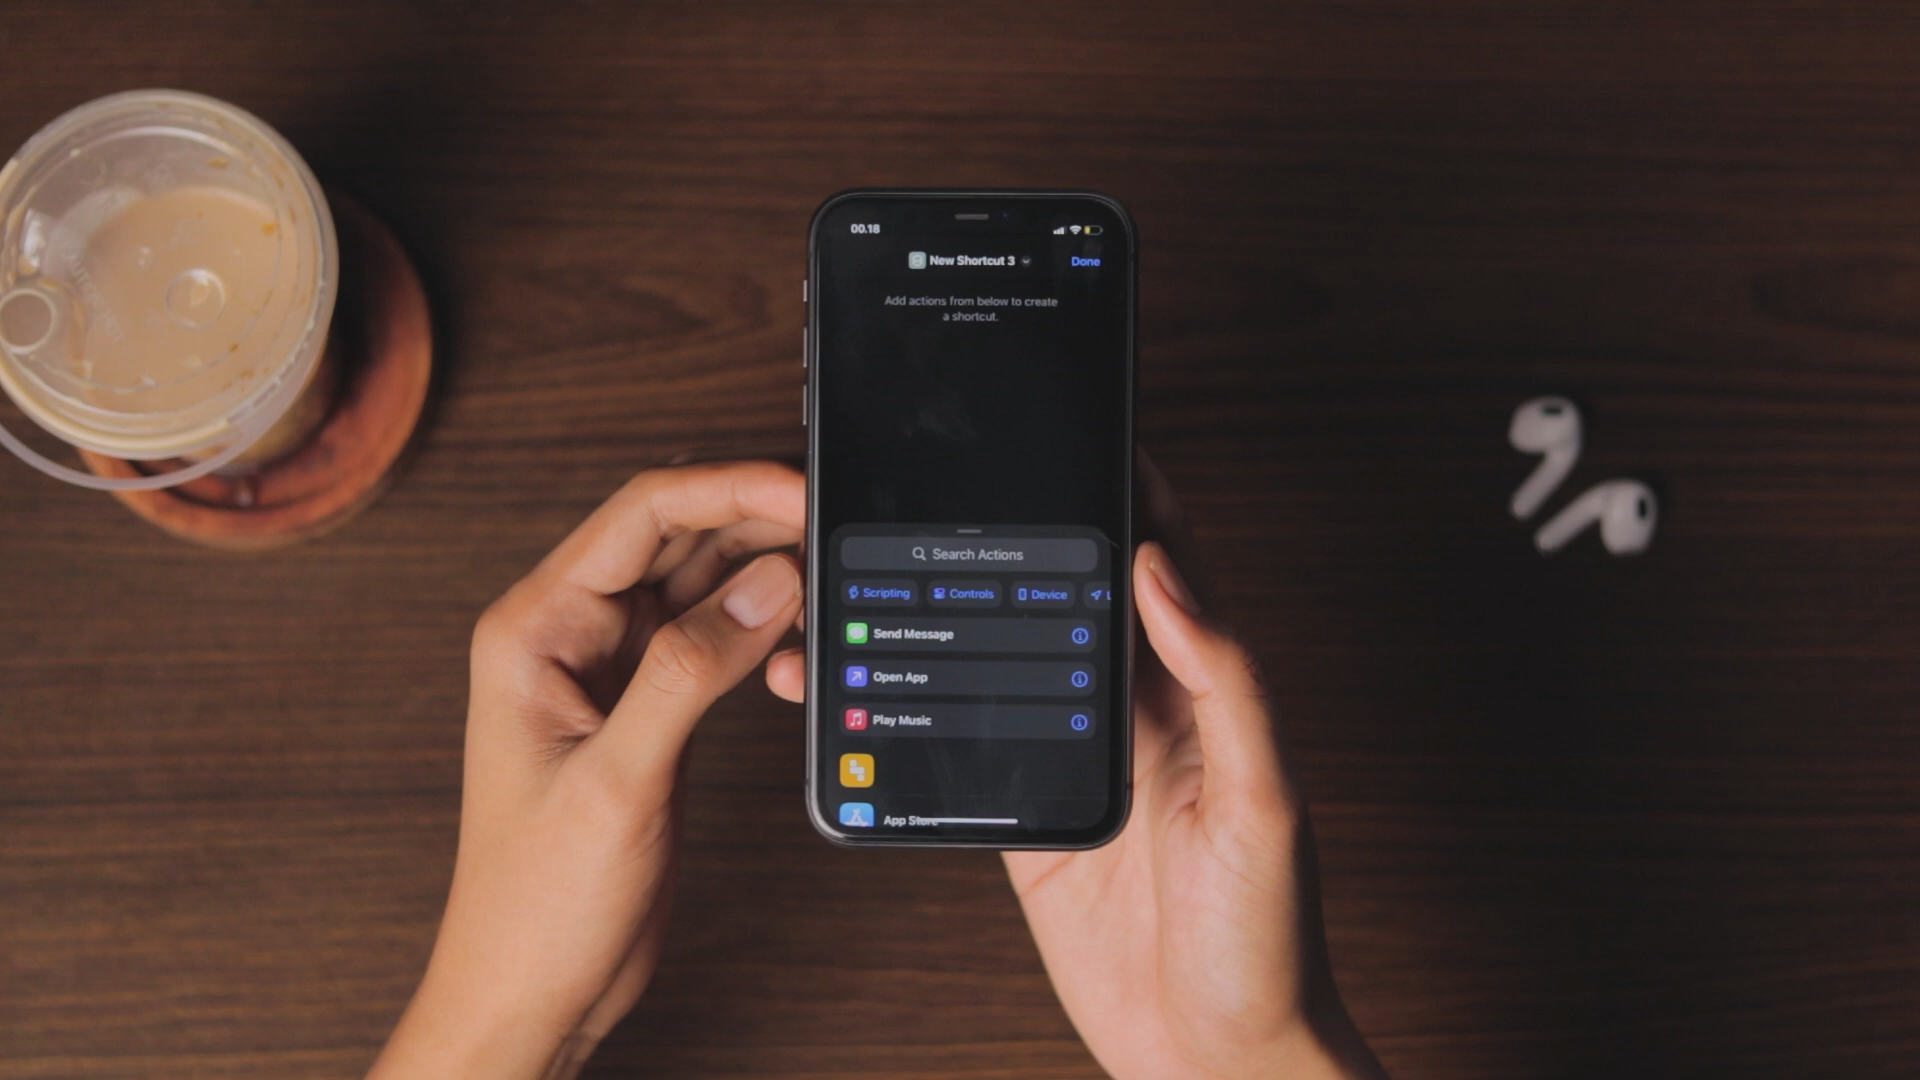 00.18
New Shortcut 3
Done
Add actions from below to create
a shortcut.
Search Actions
Scripting
Controls
Device
L
Send Message
Open App
Play Music
App Store